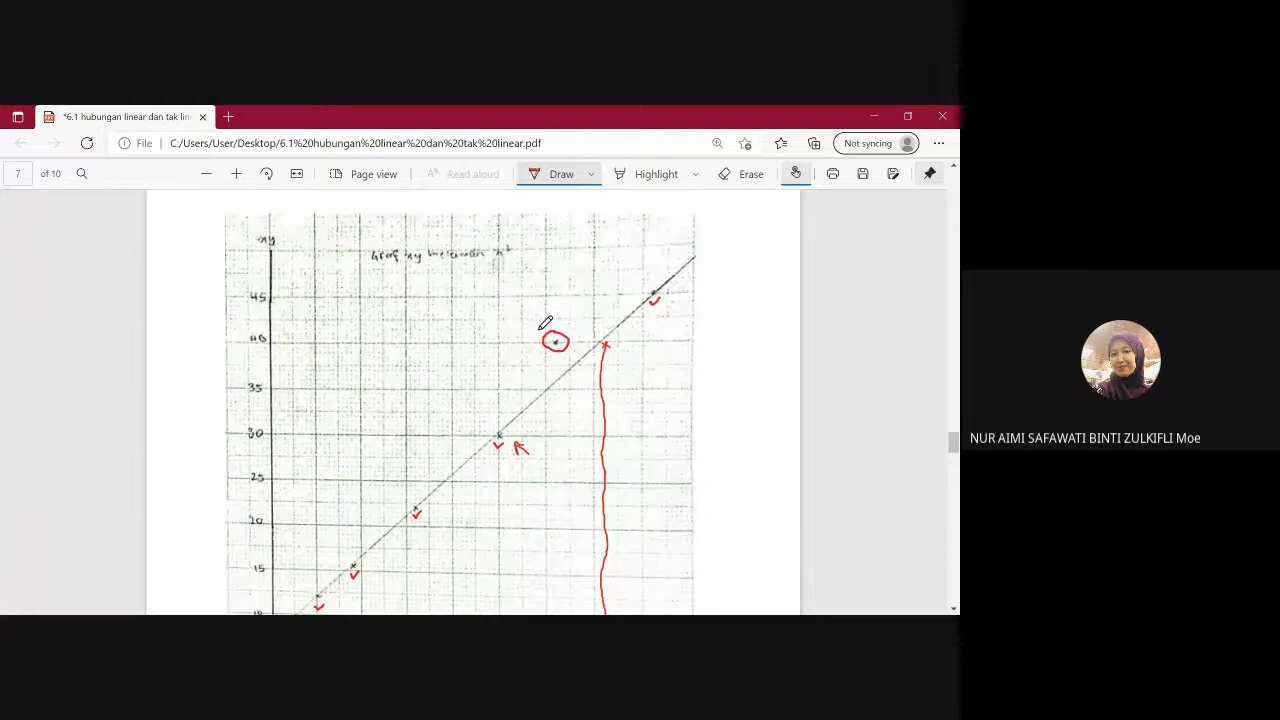 *6.1 hubungan linear dan tak lin
File
C:/Users/User/Desktop/6.1%20hubungan%20linear%20dan%20tak%20linear.pdf
Not syncing
7 of 10
Page view
Read aloud
Draw
Highlight
Erase
xy
Graf xy melawan
45
40
35
30
25
20
15
10
NUR AIMI SAFAWATI BINTI ZULKIFLI Moe